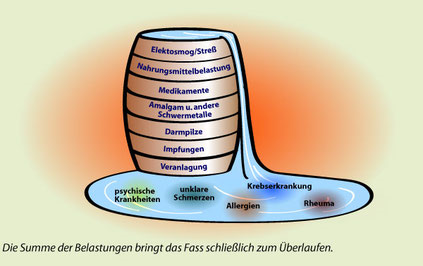 Elektosmog/Streß
Nahrungsmittelbelastung
Medikamente
Amalgam u. andere
Schwermetalle
Darmpilze
Impfungen
Veranlagung
psychische
Krankheiten
unklare
Schmerzen
Krebserkrankung
Allergien
Rheuma
Die Summe der Belastungen bringt das Fass schließlich zum Überlaufen.